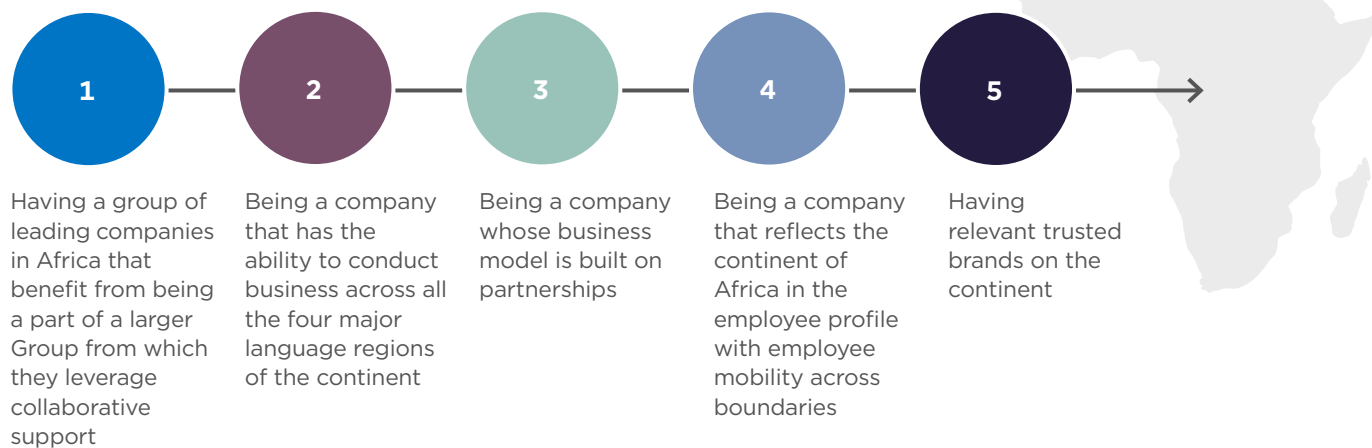 1
2
3
4
5
Having a group of
leading companies
in Africa that
benefit from being
a part of a larger
Group from which
they leverage
collaborative
support
Being a company
that has the
ability to conduct
business across all
the four major
language regions
of the continent
Being a company
whose business
model is built on
partnerships
Being a company
that reflects the
continent of
Africa in the
employee profile
with employee
mobility across
boundaries
Having
relevant trusted
brands on the
continent